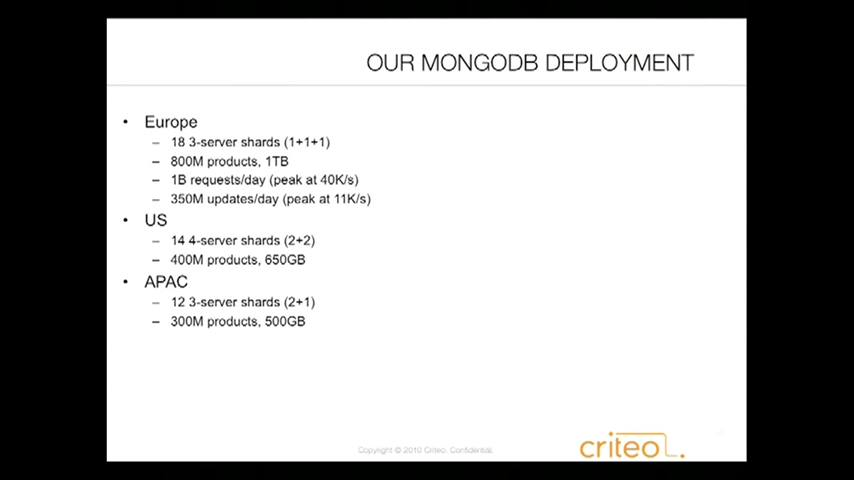 OUR MONGODB DEPLOYMENT
• Europe
– 18 3-server shards (1+1+1)
– 800M products, 1TB
– 1B requests/day (peak at 40K/s)
– 350M updates/day (peak at 11K/s)
• US
– 14 4-server shards (2+2)
– 400M products, 650GB
• APAC
– 12 3-server shards (2+1)
– 300M products, 500GB
Copyright © 2010 Criteo. Confidential.
criteo